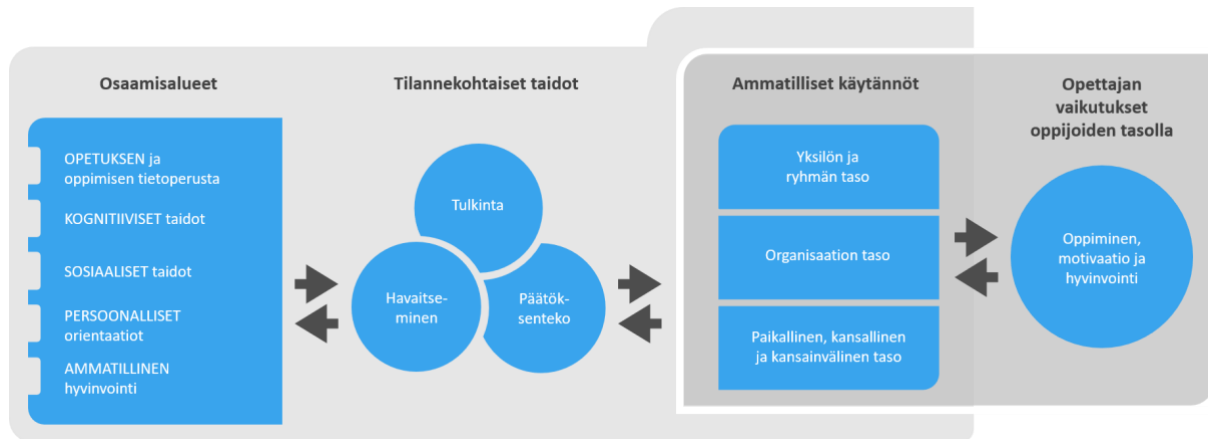 Osaamisalueet
OPETUKSEN ja
oppimisen tietoperusta
KOGNITIIVISET taidot
SOSIAALISET taidot
PERSOONALLISET
orientaatiot
AMMATILLINEN
hyvinvointi
Tilannekohtaiset taidot
Tulkinta
Havaitse-
minen
Päätök-
senteko
Ammatilliset käytännöt
Yksilön ja
ryhmän taso
Organisaation taso
Paikallinen, kansallinen
ja kansainvälinen taso
Opettajan
vaikutukset
oppijoiden tasolla
Oppiminen,
motivaatio ja
hyvinvointi